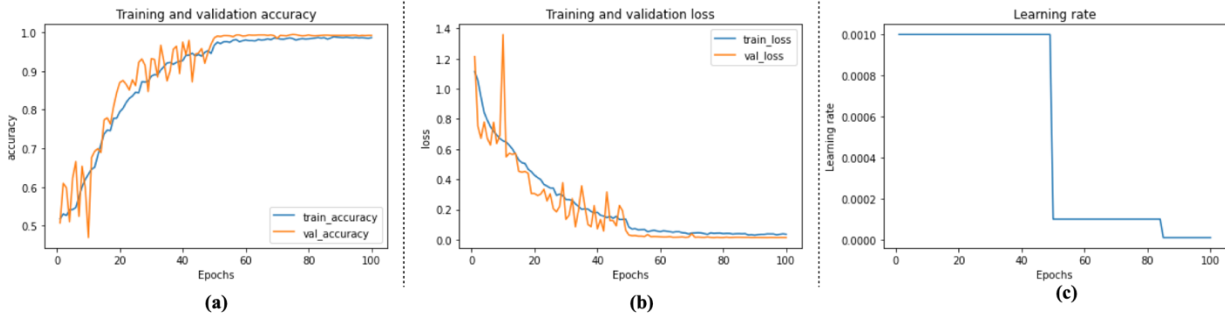 Training and validation accuracy
1.0
0.9
0.8
0.7
0.6
0.5
accuracy
train_accuracy
val_accuracy
0
20
40
60
80
100
Epochs
(a)
Training and validation loss
1.4
1.2
1.0
0.8
0.6
0.4
0.2
0.0
loss
train_loss
val_loss
0
20
40
60
80
100
Epochs
(b)
Learning rate
0.0010
0.0008
0.0006
0.0004
0.0002
0.0000
Learning rate
0
20
40
60
80
100
Epochs
(c)